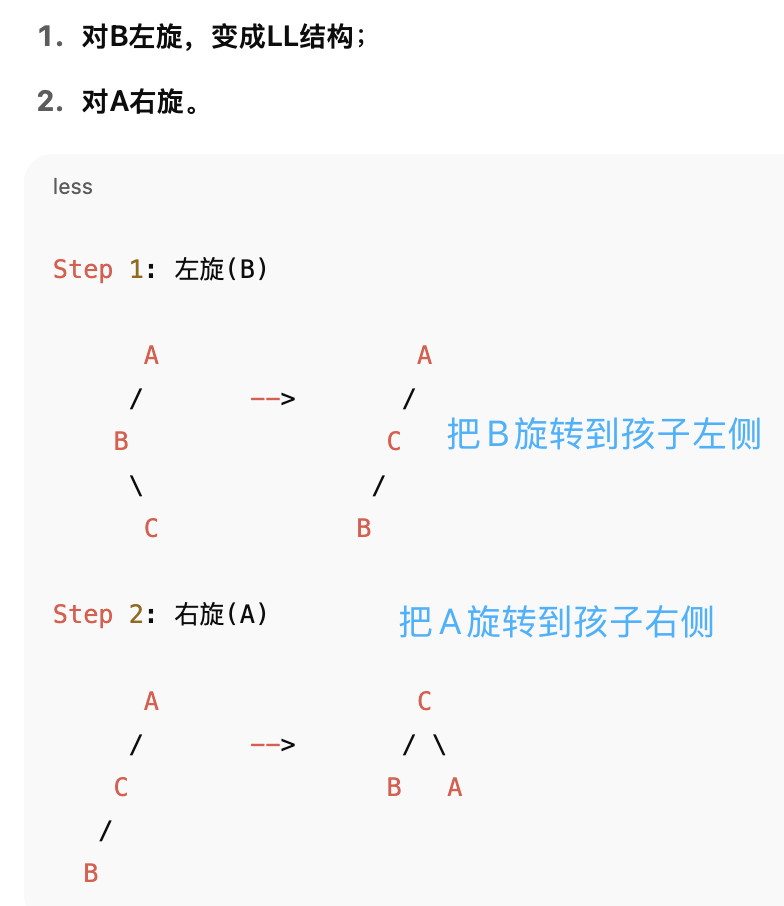 1. 对B左旋，变成LL结构；
2. 对A右旋。
less
Step 1: 左旋(B)
      A                 A
     /       -->       /
    B                 C   把B旋转到孩子左侧
     \               /
      C             B
Step 2: 右旋(A)   把A旋转到孩子右侧
      A                 C
     /       -->       / \
    C                 B   A
   /
  B